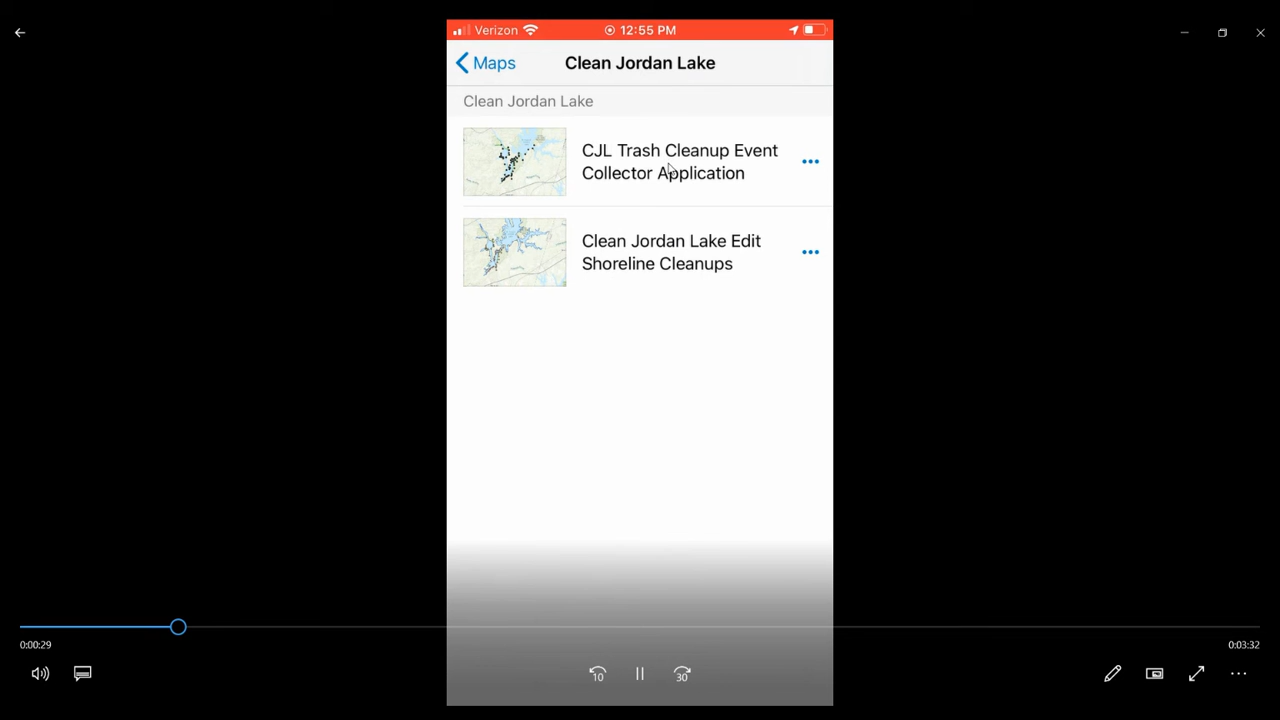 Verizon 12:55 PM
Maps Clean Jordan Lake
Clean Jordan Lake
CJL Trash Cleanup Event
Collector Application
Clean Jordan Lake Edit
Shoreline Cleanups
0:00:29 0:03:32
10 30